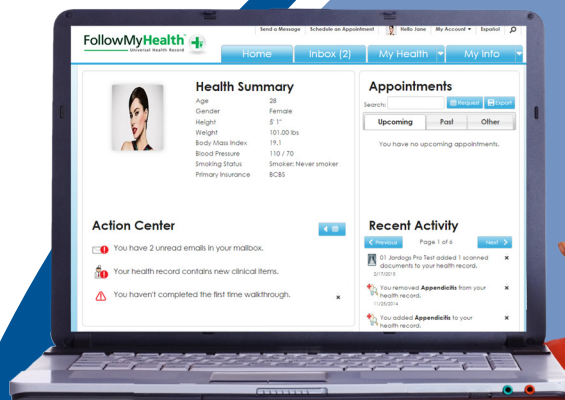 Send a Message | Schedule an Appointment | Hello Jane My Account Español
FollowMyHealth
Universal Health Record
Home Inbox (2) My Health My info
Health Summary
Age 28
Gender Female
Height 5' 1"
Weight 101.00 lbs
Body Mass Index 19.1
Blood Pressure 110 / 70
Smoking Status Smoker: Never smoker
Primary Insurance BCBS
Appointments
Search: Request Export
Upcoming Past Other
You have no upcoming appointments.
Action Center
You have 2 unread emails in your mailbox.
Your health record contains new clinical items.
You haven't completed the first time walkthrough. x
Recent Activity
Previous Page 1 of 6 Next
01 Jardogs Pro Test added 1 scanned x
documents to your health record.
2/17/2015
You removed Appendicitis from your x
health record.
11/25/2014
You added Appendicitis to your x
health record.